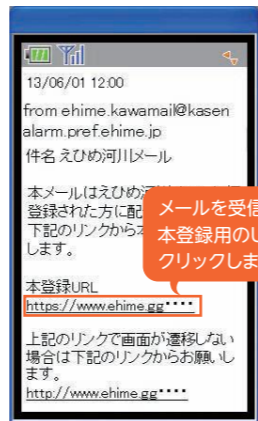 13/06/01 12:00
from ehime.kawamail@kasen
alarm.pref.ehime.jp
件名 えひめ河川メール
本メールはえひめ
登録された方に配
下記のリンクから
します。
メールを受信
本登録用の
クリックしま
本登録URL
https://www.ehime.gg••••
上記のリンクで画面が遷移しない
場合は下記のリンクからお願いし
ます。
http://www.ehime.gg••••